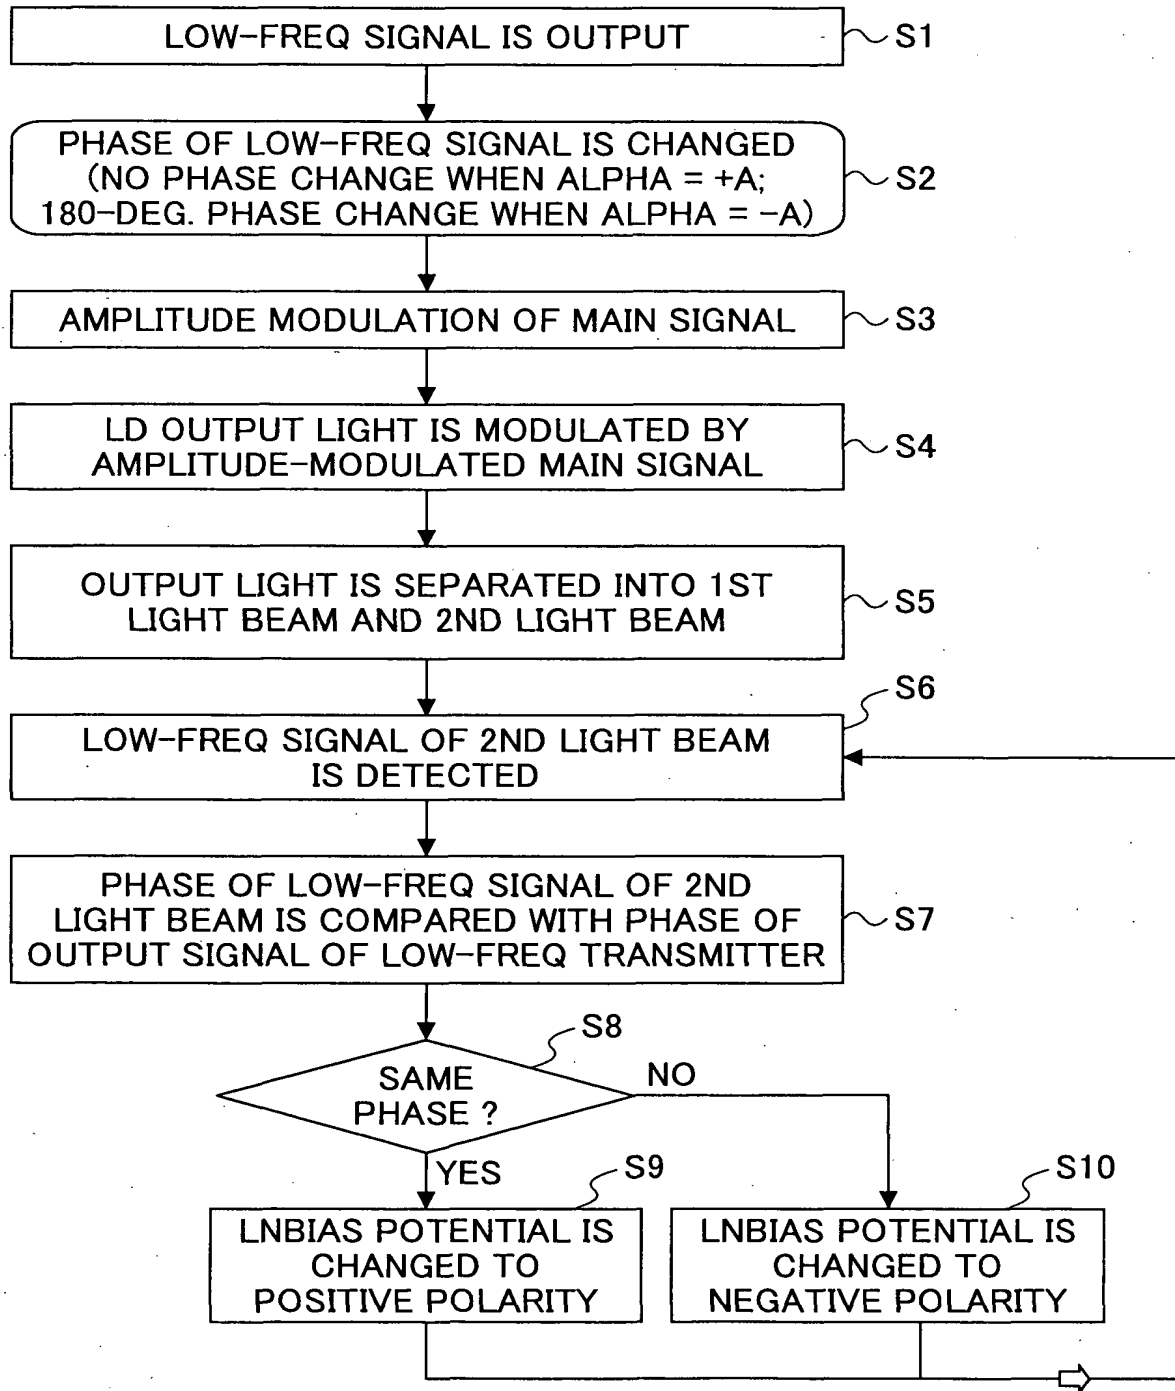 LOW-FREQ SIGNAL IS OUTPUT
S1
PHASE OF LOW-FREQ SIGNAL IS CHANGED
(NO PHASE CHANGE WHEN ALPHA = +A;
180-DEG. PHASE CHANGE WHEN ALPHA = -A)
S2
AMPLITUDE MODULATION OF MAIN SIGNAL
S3
LD OUTPUT LIGHT IS MODULATED BY
AMPLITUDE-MODULATED MAIN SIGNAL
S4
OUTPUT LIGHT IS SEPARATED INTO 1ST
LIGHT BEAM AND 2ND LIGHT BEAM
S5
S6
LOW-FREQ SIGNAL OF 2ND LIGHT BEAM
IS DETECTED
PHASE OF LOW-FREQ SIGNAL OF 2ND
LIGHT BEAM IS COMPARED WITH PHASE OF
OUTPUT SIGNAL OF LOW-FREQ TRANSMITTER
S7
S8
SAME
PHASE ?
NO
YES
S9
LNBIAS POTENTIAL IS
CHANGED TO
POSITIVE POLARITY
S10
LNBIAS POTENTIAL IS
CHANGED TO
NEGATIVE POLARITY